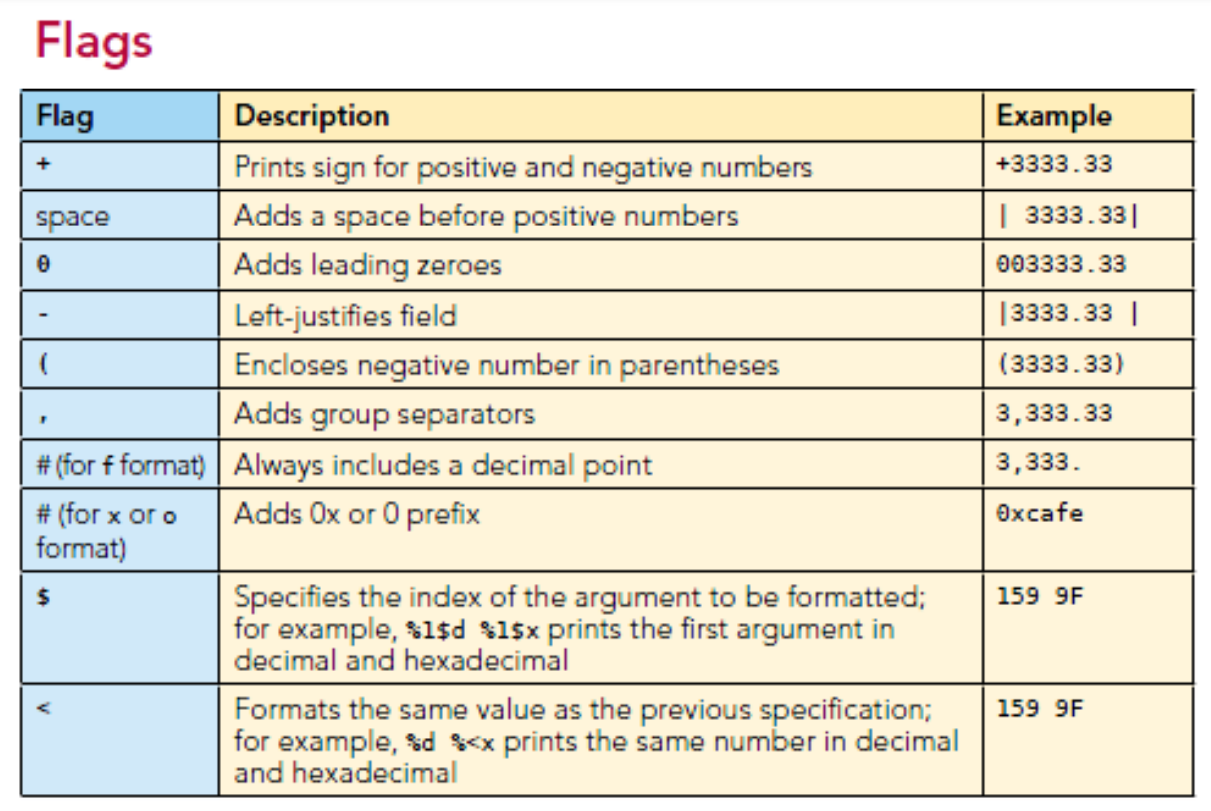 Flags
Flag Description Example
+ Prints sign for positive and negative numbers +3333.33
space Adds a space before positive numbers | 3333.33|
0 Adds leading zeroes 003333.33
- Left-justifies field |3333.33 |
( Encloses negative number in parentheses (3333.33)
, Adds group separators 3,333.33
# (for f format) Always includes a decimal point 3,333.
# (for x or o Adds 0x or 0 prefix 0xcafe
format)
$ Specifies the index of the argument to be formatted; 159 9F
for example, %1$d %1$x prints the first argument in
decimal and hexadecimal
< Formats the same value as the previous specification; 159 9F
for example, %d %<x prints the same number in decimal
and hexadecimal